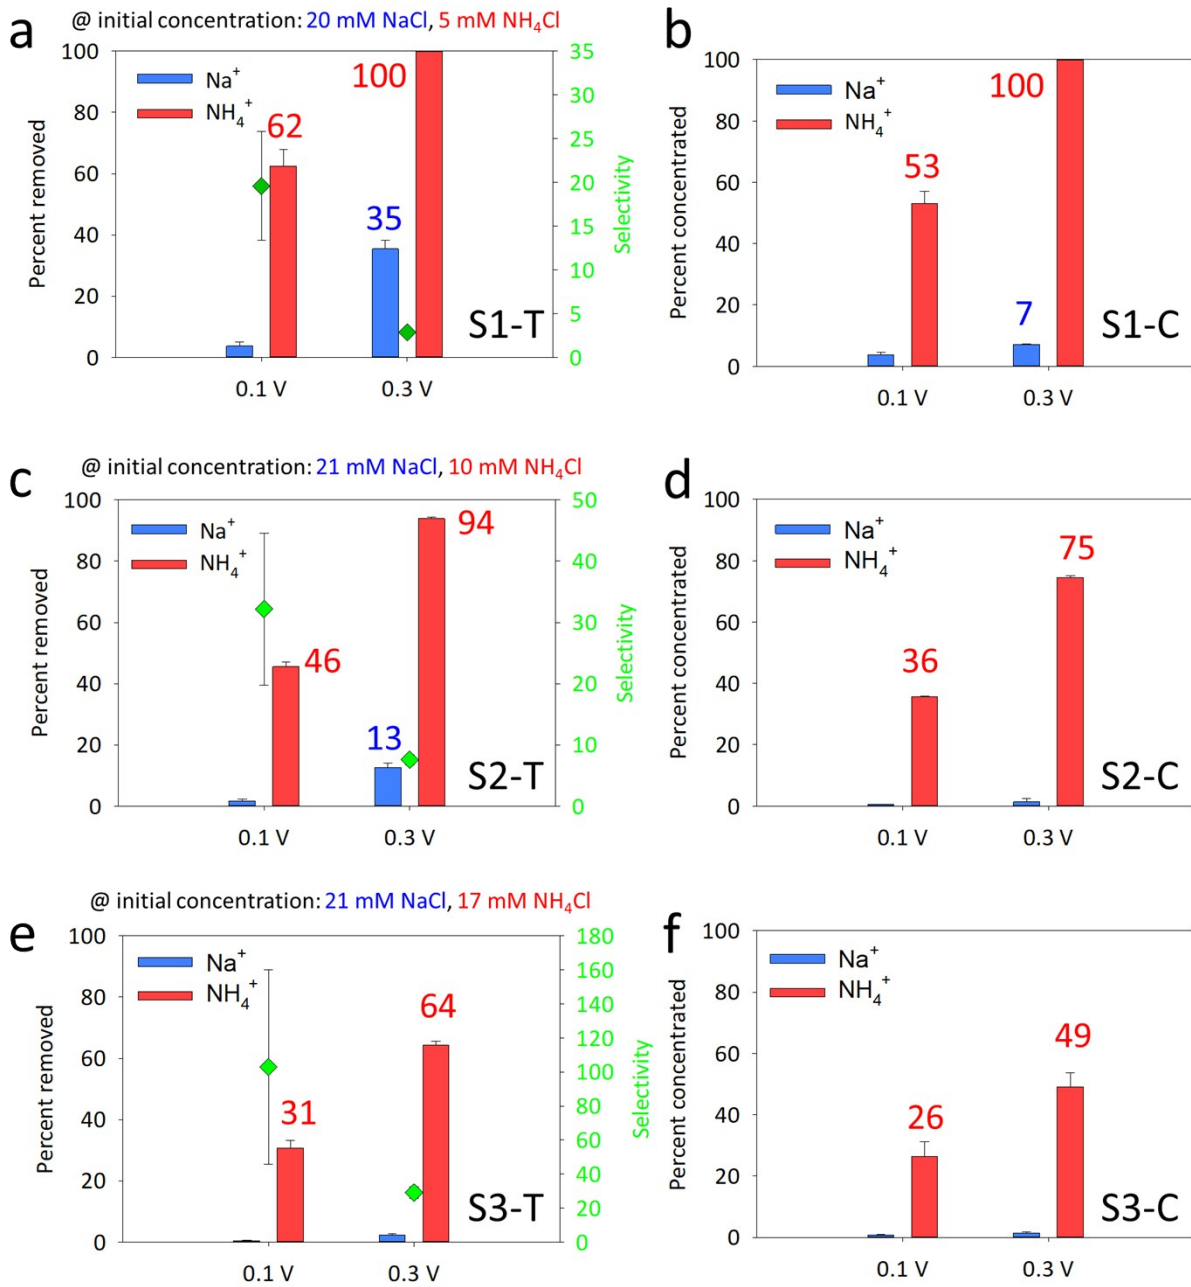 a
@ initial concentration: 20 mM NaCl, 5 mM NH₄Cl
Percent removed
100
80
60
40
20
0
Na⁺
NH₄⁺
62
35
100
S1-T
0.1 V
0.3 V
35
30
25
20
15
10
5
0
Selectivity
b
Percent concentrated
100
80
60
40
20
0
Na⁺
NH₄⁺
53
7
100
S1-C
0.1 V
0.3 V
c
@ initial concentration: 21 mM NaCl, 10 mM NH₄Cl
Percent removed
100
80
60
40
20
0
Na⁺
NH₄⁺
46
13
94
S2-T
0.1 V
0.3 V
50
40
30
20
10
0
Selectivity
d
Percent concentrated
100
80
60
40
20
0
Na⁺
NH₄⁺
36
75
S2-C
0.1 V
0.3 V
e
@ initial concentration: 21 mM NaCl, 17 mM NH₄Cl
Percent removed
100
80
60
40
20
0
Na⁺
NH₄⁺
31
64
S3-T
0.1 V
0.3 V
180
160
140
120
100
80
60
40
20
0
Selectivity
f
Percent concentrated
100
80
60
40
20
0
Na⁺
NH₄⁺
26
49
S3-C
0.1 V
0.3 V